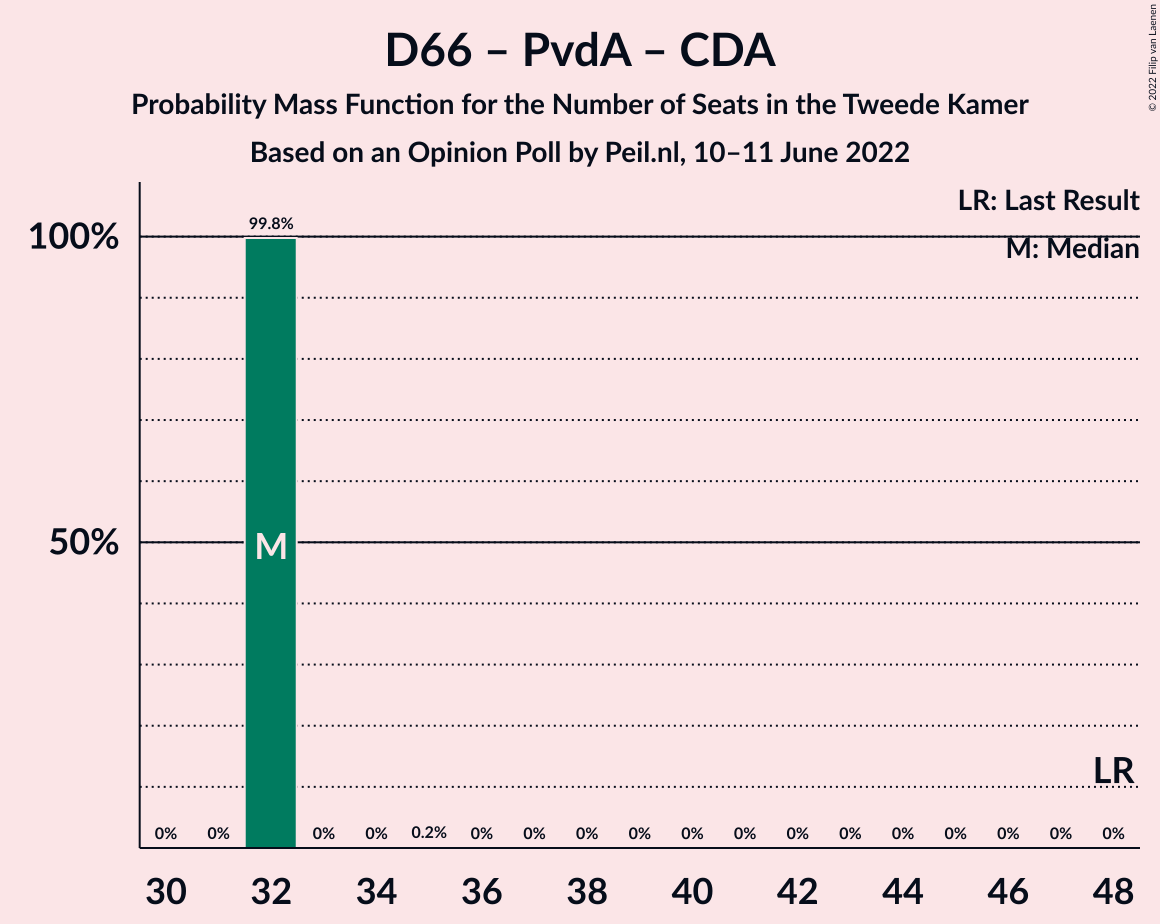 D66 – PvdA – CDA
Probability Mass Function for the Number of Seats in the Tweede Kamer
Based on an Opinion Poll by Peil.nl, 10–11 June 2022
© 2022 Filip van Laenen
LR: Last Result
M: Median
100%
50%
99.8%
M
LR
0% 0% 0% 0% 0.2% 0% 0% 0% 0% 0% 0% 0% 0% 0% 0% 0% 0% 0%
30 32 34 36 38 40 42 44 46 48